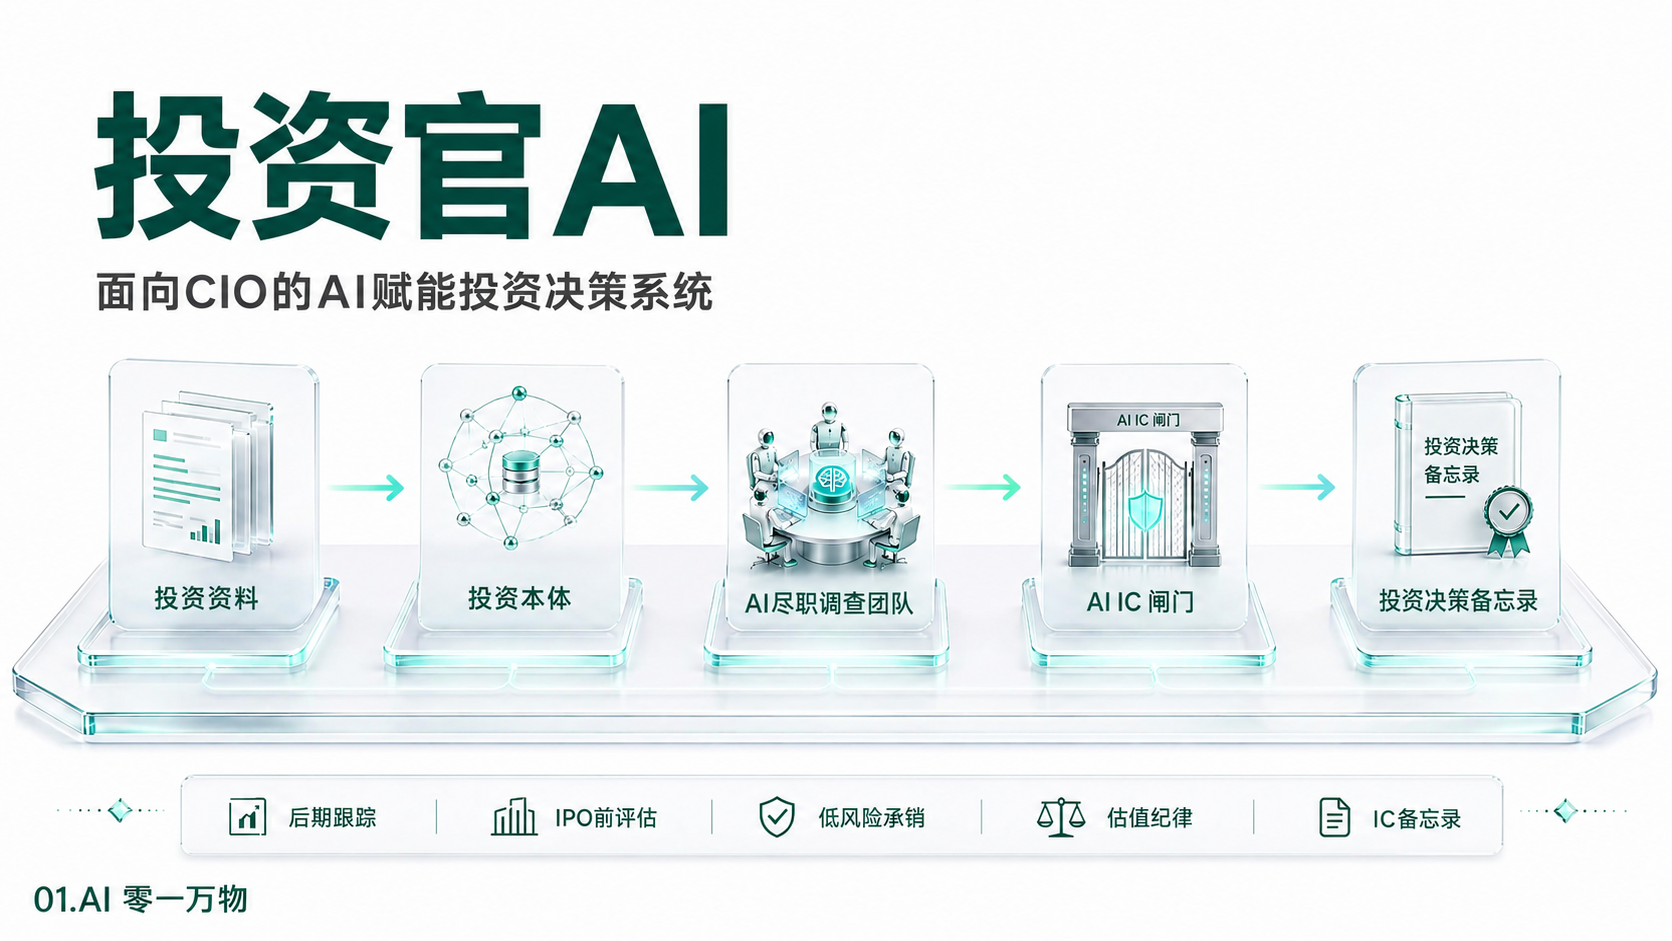 投资官AI
面向CIO的AI赋能投资决策系统
AI IC 闸门
投资决策
备忘录
投资资料
投资本体
AI尽职调查团队
AI IC 闸门
投资决策备忘录
后期跟踪
IPO前评估
低风险承销
估值纪律
IC备忘录
01.AI 零一万物